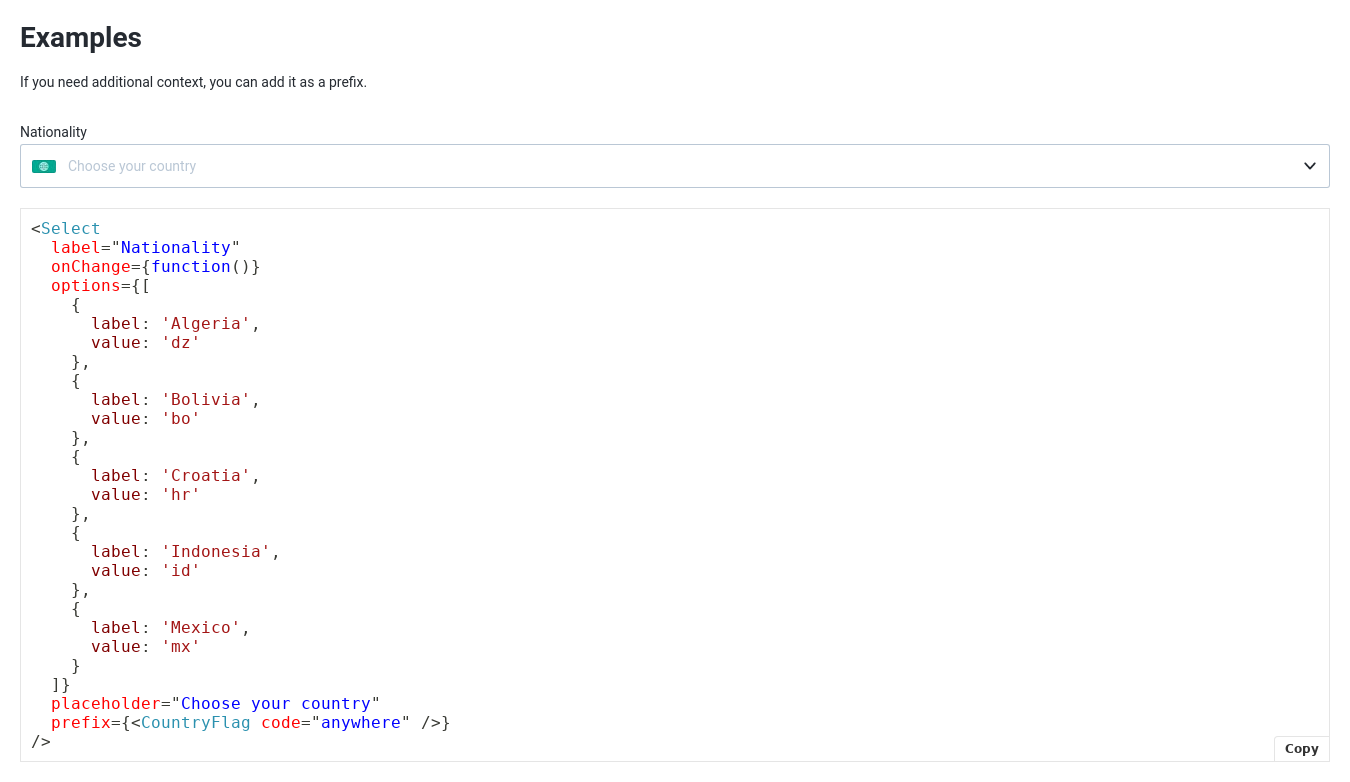 Examples
If you need additional context, you can add it as a prefix.
Nationality
Choose your country
<Select
  label="Nationality"
  onChange={function()}
  options={[
    {
      label: 'Algeria',
      value: 'dz'
    },
    {
      label: 'Bolivia',
      value: 'bo'
    },
    {
      label: 'Croatia',
      value: 'hr'
    },
    {
      label: 'Indonesia',
      value: 'id'
    },
    {
      label: 'Mexico',
      value: 'mx'
    }
  ]}
  placeholder="Choose your country"
  prefix={<CountryFlag code="anywhere" />}
/>
Copy